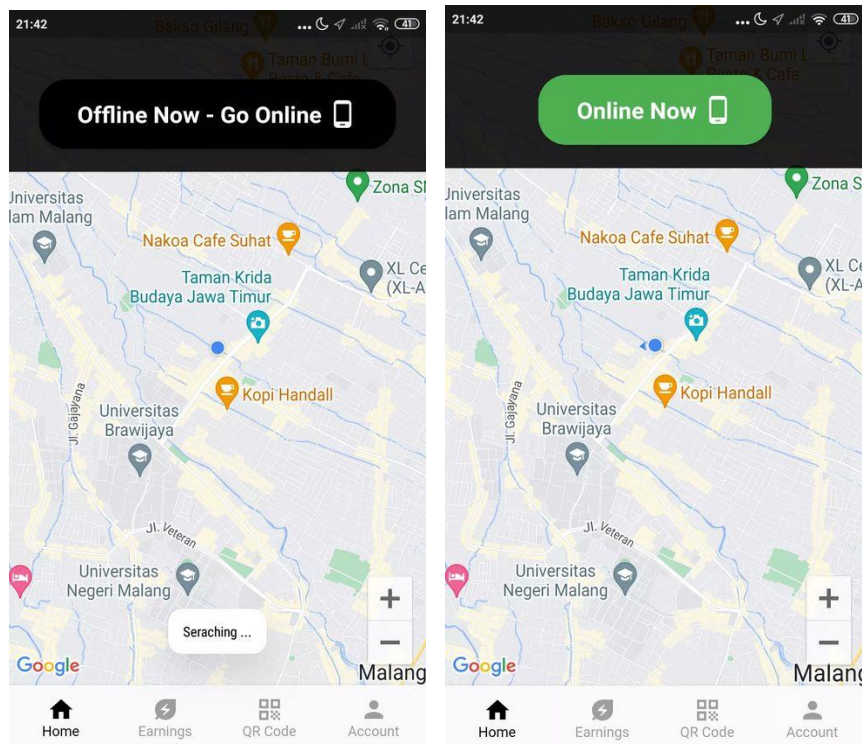 21:42
41
Bakso Gilang
Taman Bumi L
Resto & Cafe
Offline Now - Go Online
Zona S
Universitas
lam Malang
Nakoa Cafe Suhat
XL Ce
(XL-A
Taman Krida
Budaya Jawa Timur
Kopi Handall
Jl. Gajayana
Universitas
Brawijaya
Jl. Veteran
Universitas
Negeri Malang
+
Seraching ...
−
Google
Malang
Home
Earnings
QR Code
Account
21:42
41
Bakso Gilang
Taman Bumi L
Resto & Cafe
Online Now
Zona S
Universitas
lam Malang
Nakoa Cafe Suhat
XL Ce
(XL-A
Taman Krida
Budaya Jawa Timur
Kopi Handall
Jl. Gajayana
Universitas
Brawijaya
Jl. Veteran
Universitas
Negeri Malang
+
−
Google
Malang
Home
Earnings
QR Code
Account